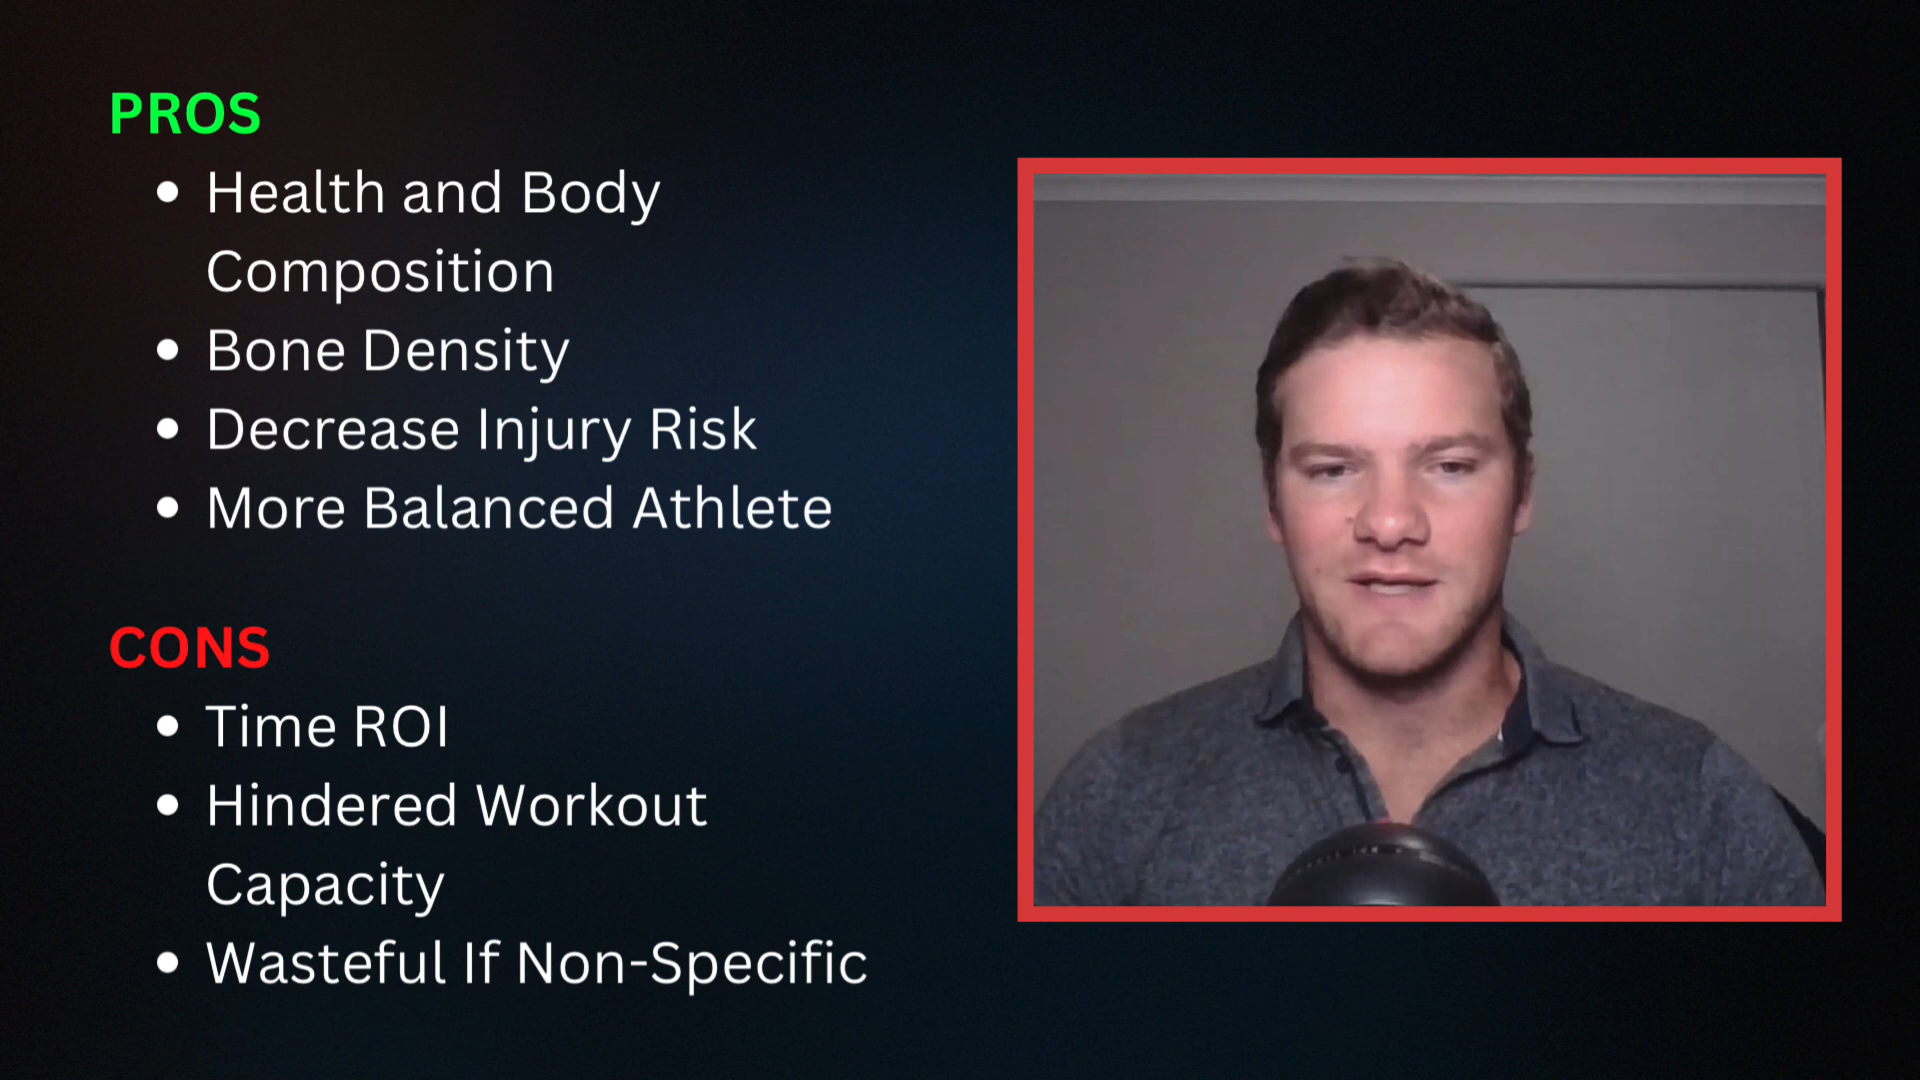 PROS
Health and Body
Composition
Bone Density
Decrease Injury Risk
More Balanced Athlete
CONS
Time ROI
Hindered Workout
Capacity
Wasteful If Non-Specific